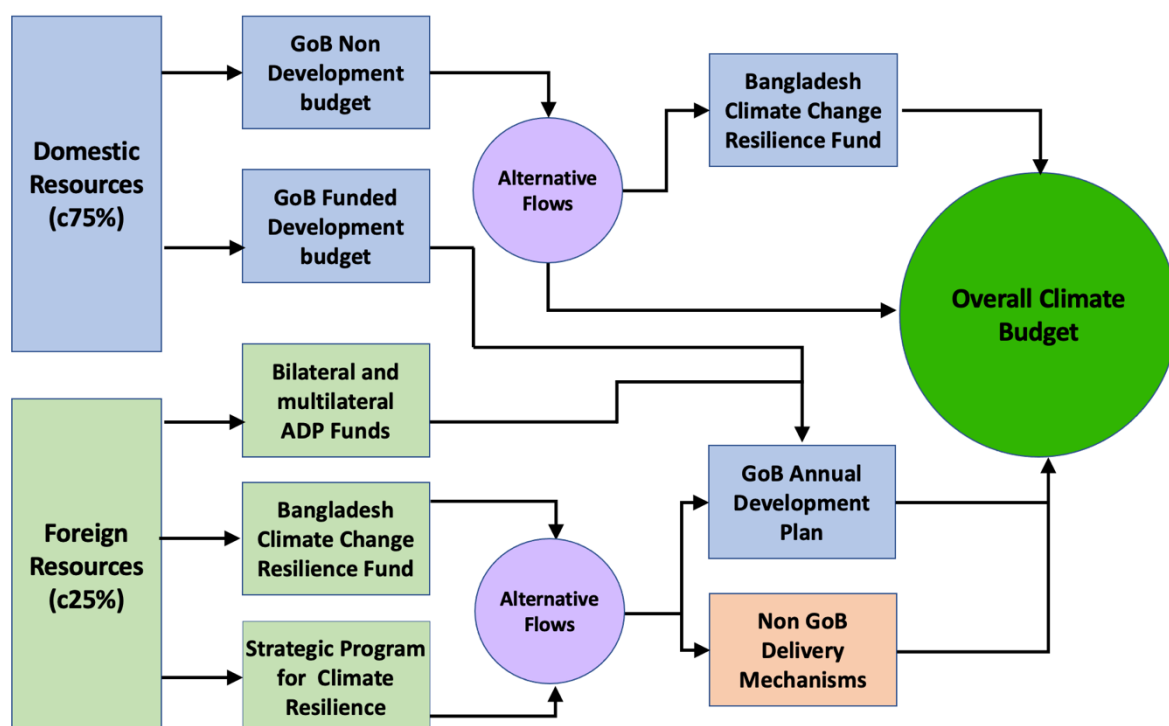 Domestic
Resources
(c75%)
GoB Non
Development
budget
GoB Funded
Development
budget
Alternative
Flows
Bangladesh
Climate Change
Resilience Fund
Overall Climate
Budget
Foreign
Resources
(c25%)
Bilateral and
multilateral
ADP Funds
Bangladesh
Climate Change
Resilience Fund
Strategic Program
for Climate
Resilience
Alternative
Flows
GoB Annual
Development
Plan
Non GoB
Delivery
Mechanisms